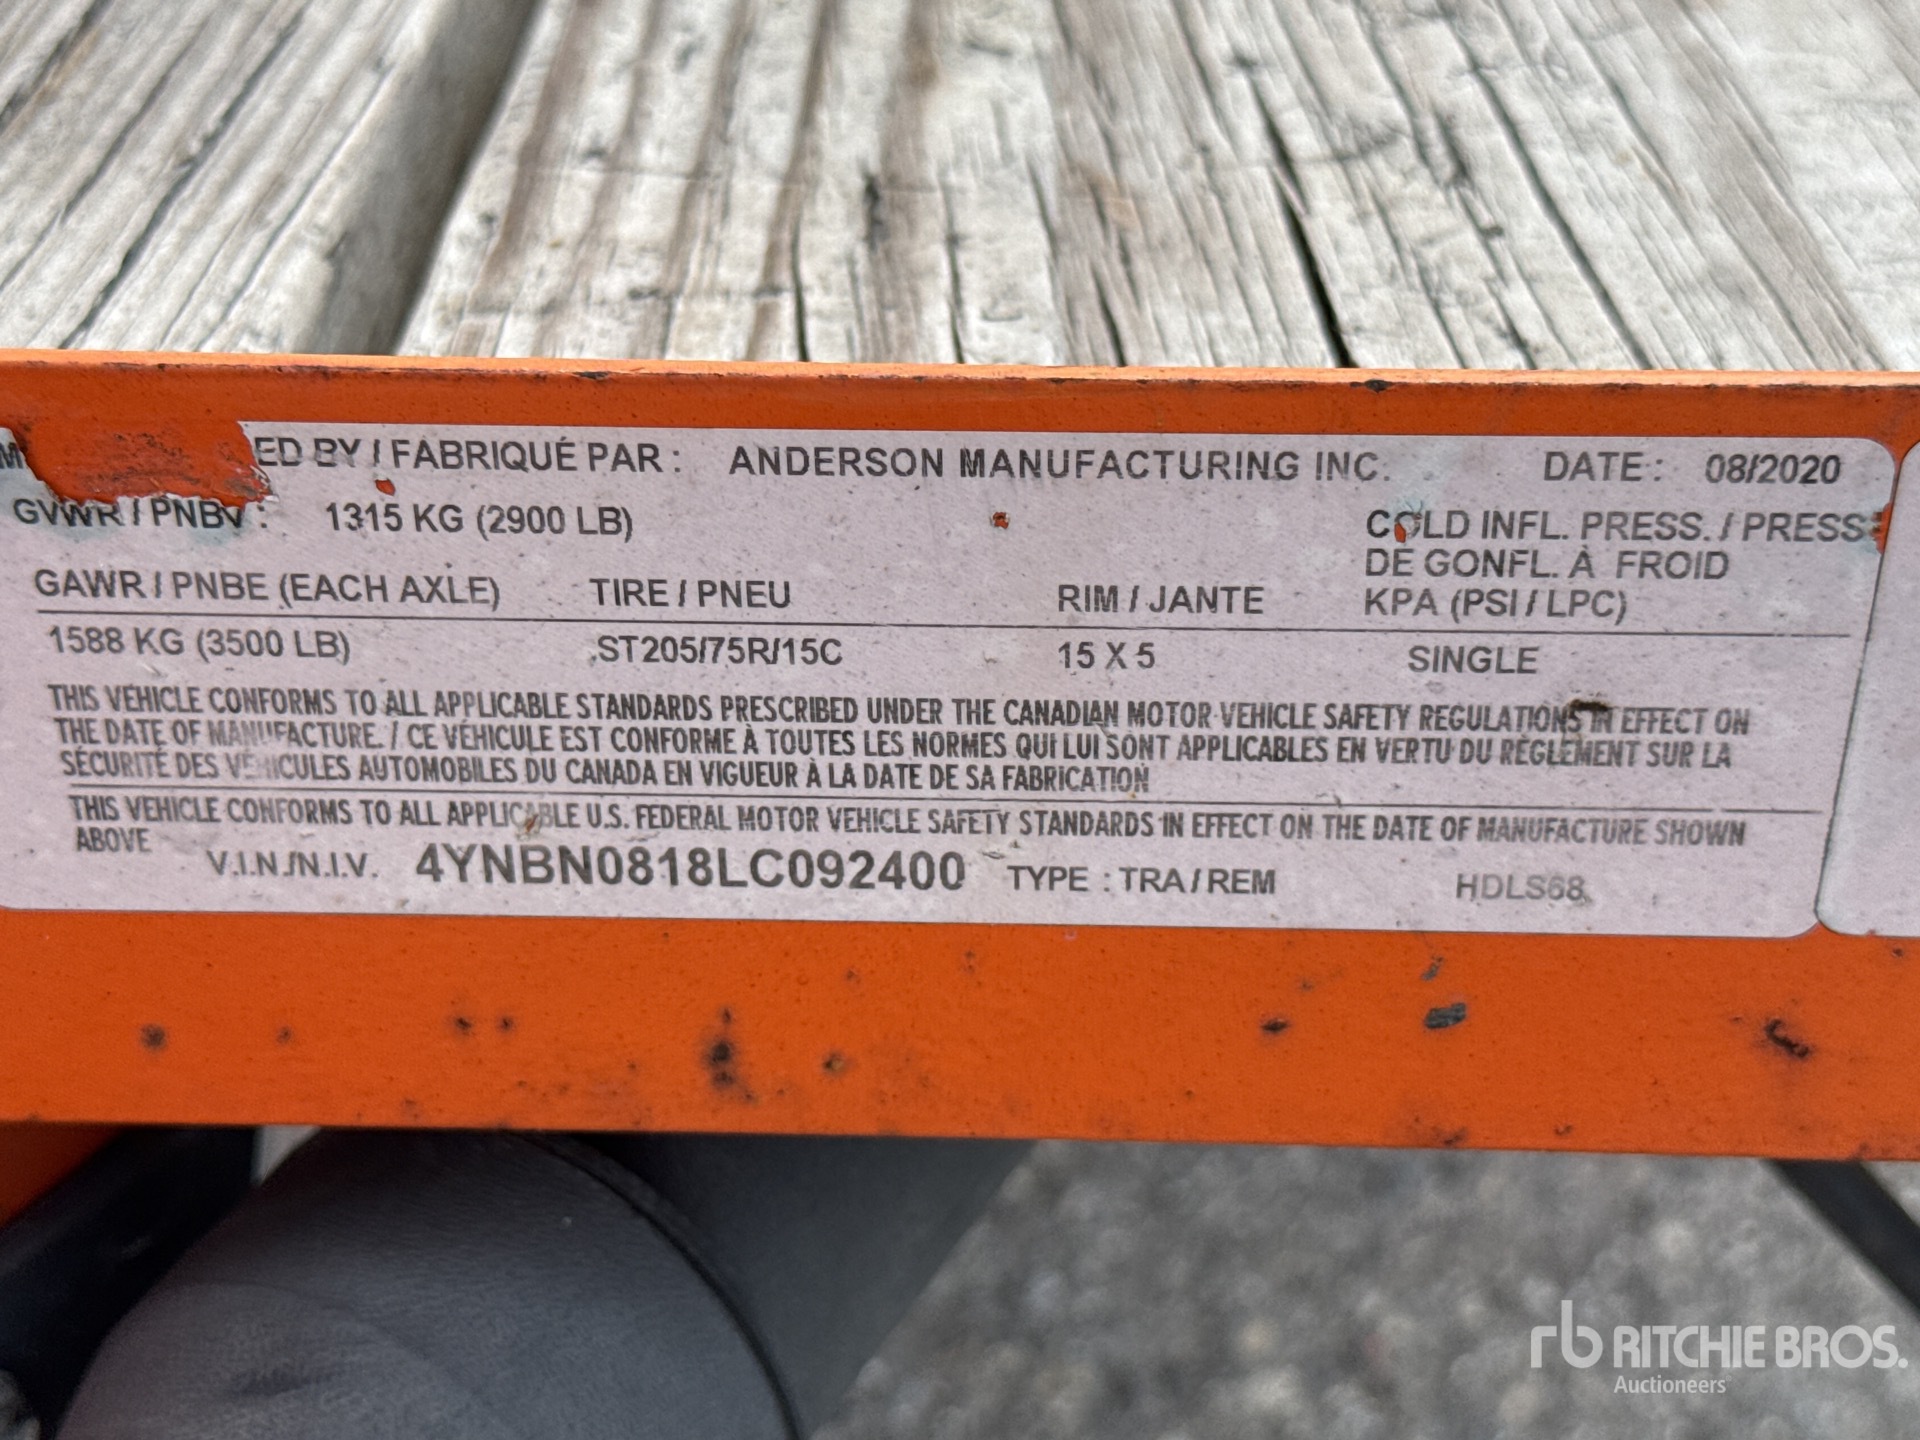 ED BY / FABRIQUÉ PAR : ANDERSON MANUFACTURING INC. DATE : 08/2020
GVWR / PNBV : 1315 KG (2900 LB)
COLD INFL. PRESS. / PRESS
DE GONFL. À FROID
GAWR / PNBE (EACH AXLE) TIRE / PNEU RIM / JANTE KPA (PSI / LPC)
1588 KG (3500 LB) ST205/75R/15C 15 X 5 SINGLE
THIS VEHICLE CONFORMS TO ALL APPLICABLE STANDARDS PRESCRIBED UNDER THE CANADIAN MOTOR VEHICLE SAFETY REGULATIONS IN EFFECT ON
THE DATE OF MANUFACTURE. / CE VÉHICULE EST CONFORME À TOUTES LES NORMES QUI LUI SONT APPLICABLES EN VERTU DU RÈGLEMENT SUR LA
SÉCURITÉ DES VÉHICULES AUTOMOBILES DU CANADA EN VIGUEUR À LA DATE DE SA FABRICATION
THIS VEHICLE CONFORMS TO ALL APPLICABLE U.S. FEDERAL MOTOR VEHICLE SAFETY STANDARDS IN EFFECT ON THE DATE OF MANUFACTURE SHOWN
ABOVE
V.I.N./N.I.V. 4YNBN0818LC092400 TYPE : TRA / REM HDLS68
rb RITCHIE BROS.
Auctioneers